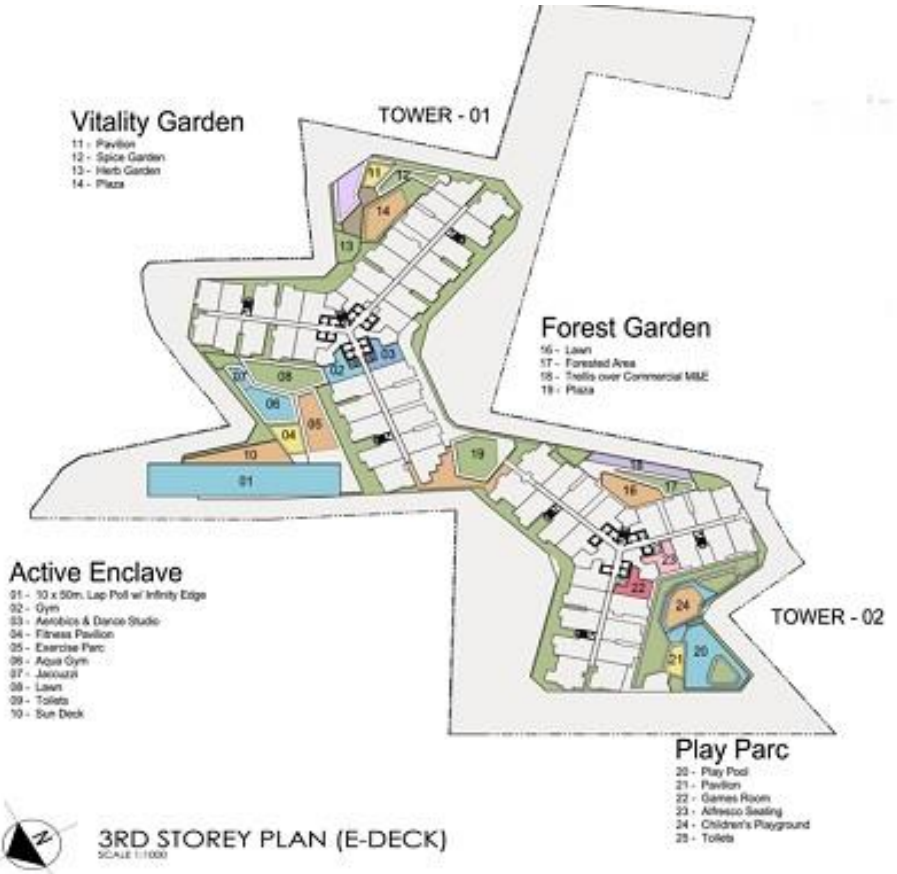 TOWER - 01
Vitality Garden
11 - Pavilion
12 - Spice Garden
13 - Herb Garden
14 - Plaza
11
12
14
13
Forest Garden
16 - Lawn
17 - Forested Area
18 - Trellis over Commercial M&E
19 - Plaza
03
02
07
08
06
05
04
10
01
19
18
17
16
23
22
24
20
21
TOWER - 02
Active Enclave
01 - 10 x 50m. Lap Poll w/ Infinity Edge
02 - Gym
03 - Aerobics & Dance Studio
04 - Fitness Pavilion
05 - Exercise Parc
06 - Aqua Gym
07 - Jaccuzzi
08 - Lawn
09 - Toilets
10 - Sun Deck
Play Parc
20 - Play Pool
21 - Pavilion
22 - Games Room
23 - Alfresco Seating
24 - Children's Playground
25 - Toilets
N
3RD STOREY PLAN (E-DECK)
SCALE 1:1000